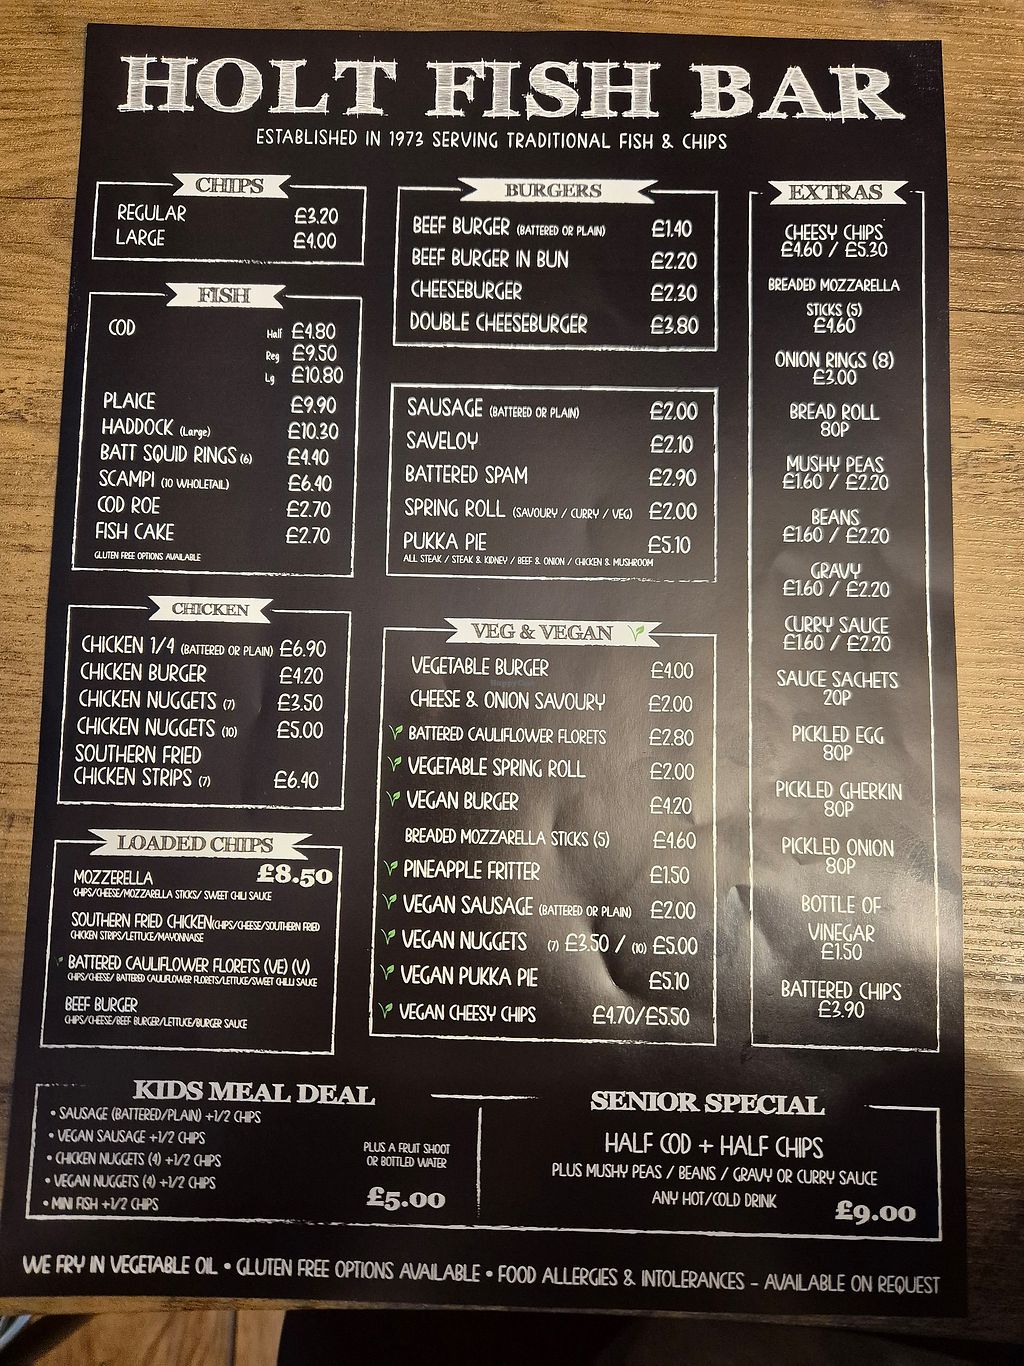 HOLT FISH BAR
ESTABLISHED IN 1973 SERVING TRADITIONAL FISH & CHIPS
CHIPS
REGULAR £3.20
LARGE £4.00
FISH
COD Half £4.80
Reg £9.50
Lg £10.80
PLAICE £9.90
HADDOCK (Large) £10.30
BATT SQUID RINGS (6) £4.40
SCAMPI (10 WHOLETAIL) £6.40
COD ROE £2.70
FISH CAKE £2.70
GLUTEN FREE OPTIONS AVAILABLE
CHICKEN
CHICKEN 1/4 (BATTERED OR PLAIN) £6.90
CHICKEN BURGER £4.20
CHICKEN NUGGETS (7) £3.50
CHICKEN NUGGETS (10) £5.00
SOUTHERN FRIED
CHICKEN STRIPS (7) £6.40
LOADED CHIPS
£8.50
MOZZERELLA
CHIPS/CHEESE/MOZZARELLA STICKS/ SWEET CHILI SAUCE
SOUTHERN FRIED CHICKEN(CHIPS/CHEESE/SOUTHERN FRIED
CHICKEN STRIPS/LETTUCE/MAYONNAISE
BATTERED CAULIFLOWER FLORETS (VE) (V)
CHIPS/CHEESE/ BATTERED CAULIFLOWER FLORETS/LETTUCE/SWEET CHILLI SAUCE
BEEF BURGER
CHIPS/CHEESE/BEEF BURGER/LETTUCE/BURGER SAUCE
BURGERS
BEEF BURGER (BATTERED OR PLAIN) £1.40
BEEF BURGER IN BUN £2.20
CHEESEBURGER £2.30
DOUBLE CHEESEBURGER £3.80
SAUSAGE (BATTERED OR PLAIN) £2.00
SAVELOY £2.10
BATTERED SPAM £2.90
SPRING ROLL (SAVOURY / CURRY / VEG) £2.00
PUKKA PIE £5.10
ALL STEAK / STEAK & KIDNEY / BEEF & ONION / CHICKEN & MUSHROOM
VEG & VEGAN
VEGETABLE BURGER £4.00
CHEESE & ONION SAVOURY £2.00
BATTERED CAULIFLOWER FLORETS £2.80
VEGETABLE SPRING ROLL £2.00
VEGAN BURGER £4.20
BREADED MOZZARELLA STICKS (5) £4.60
PINEAPPLE FRITTER £1.50
VEGAN SAUSAGE (BATTERED OR PLAIN) £2.00
VEGAN NUGGETS (7) £3.50 / (10) £5.00
VEGAN PUKKA PIE £5.10
VEGAN CHEESY CHIPS £4.70/£5.50
EXTRAS
CHEESY CHIPS
£4.60 / £5.30
BREADED MOZZARELLA
STICKS (5)
£4.60
ONION RINGS (8)
£3.00
BREAD ROLL
80P
MUSHY PEAS
£1.60 / £2.20
BEANS
£1.60 / £2.20
GRAVY
£1.60 / £2.20
CURRY SAUCE
£1.60 / £2.20
SAUCE SACHETS
20P
PICKLED EGG
80P
PICKLED GHERKIN
80P
PICKLED ONION
80P
BOTTLE OF
VINEGAR
£1.50
BATTERED CHIPS
£3.90
KIDS MEAL DEAL
• SAUSAGE (BATTERED/PLAIN) +1/2 CHIPS
• VEGAN SAUSAGE +1/2 CHIPS
• CHICKEN NUGGETS (4) +1/2 CHIPS
• VEGAN NUGGETS (4) +1/2 CHIPS
• MINI FISH +1/2 CHIPS
PLUS A FRUIT SHOOT
OR BOTTLED WATER
£5.00
SENIOR SPECIAL
HALF COD + HALF CHIPS
PLUS MUSHY PEAS / BEANS / GRAVY OR CURRY SAUCE
ANY HOT/COLD DRINK
£9.00
WE FRY IN VEGETABLE OIL • GLUTEN FREE OPTIONS AVAILABLE • FOOD ALLERGIES & INTOLERANCES - AVAILABLE ON REQUEST